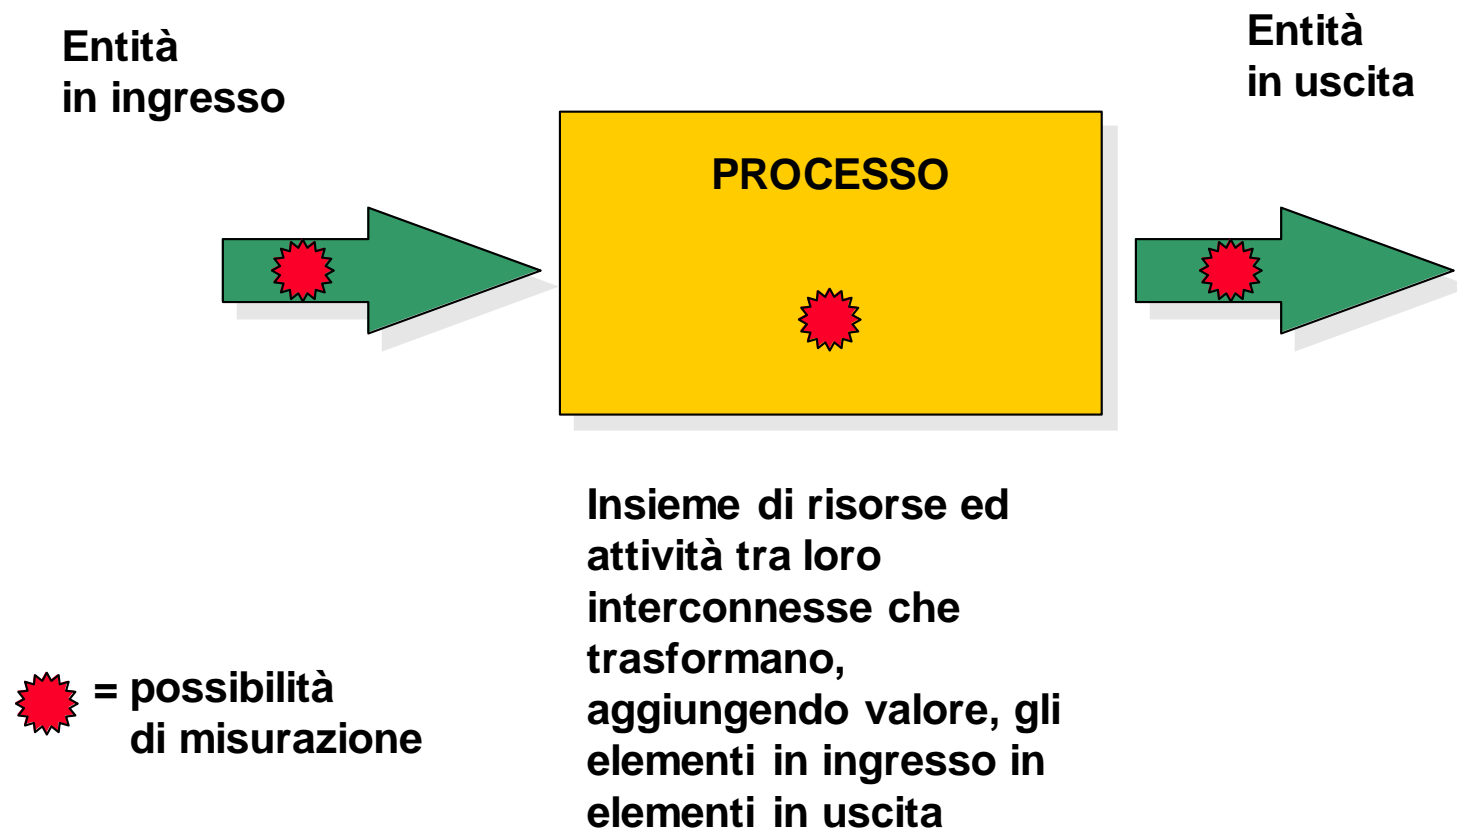 Entità
in ingresso
Entità
in uscita
PROCESSO
Insieme di risorse ed
attività tra loro
interconnesse che
trasformano,
aggiungendo valore, gli
elementi in ingresso in
elementi in uscita
= possibilità
di misurazione